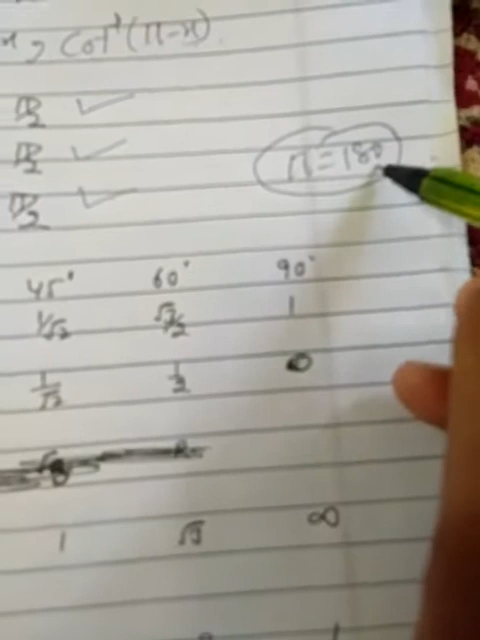 x, cot⁻¹(π-x)
π/2 ✓
π/2 ✓
π = 180
π/2 ✓
45° 60° 90°
1/√2 √3/2 1
1/√2 1/2 0
1 √3 ∞